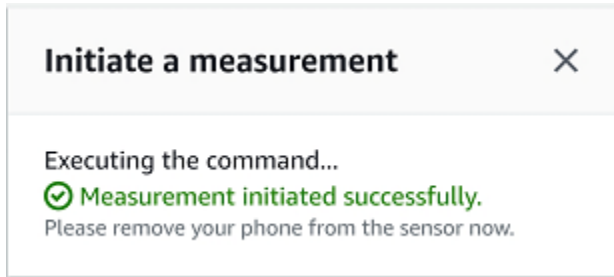 Initiate a measurement
Executing the command...
Measurement initiated successfully.
Please remove your phone from the sensor now.